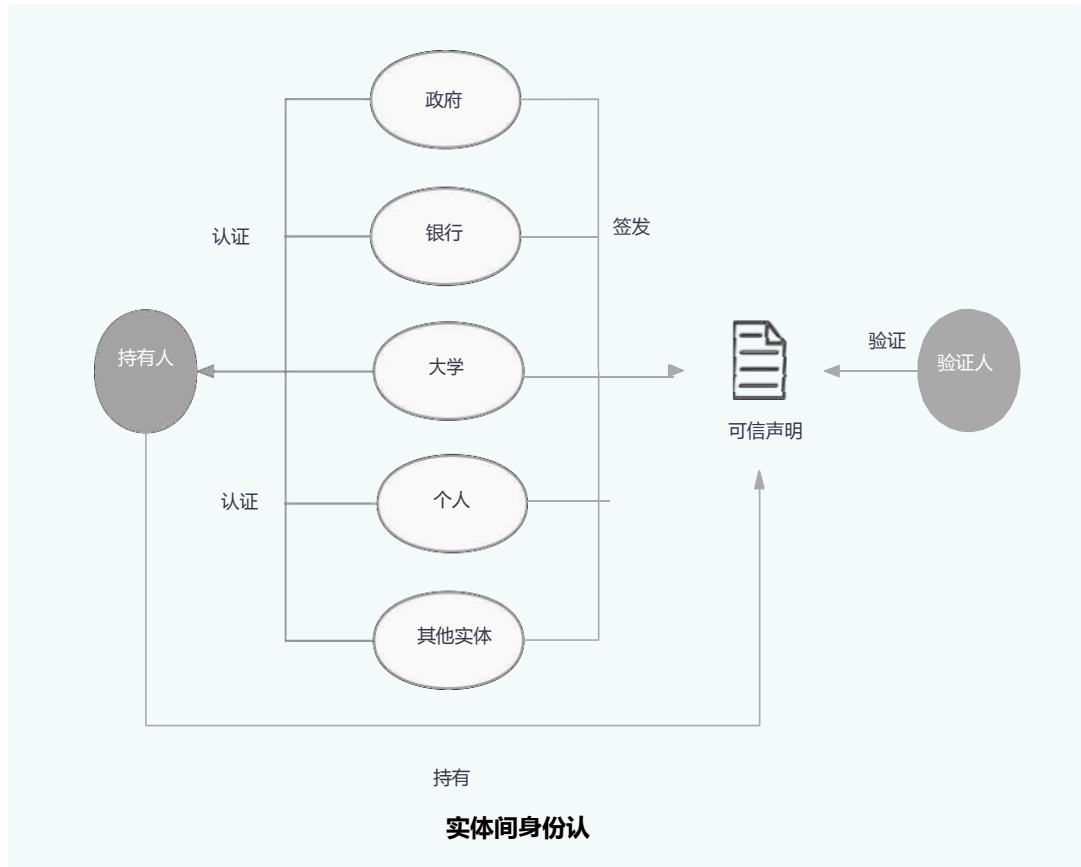 政府
认证
银行
签发
持有人
大学
验证
验证人
可信声明
认证
个人
其他实体
持有
实体间身份认